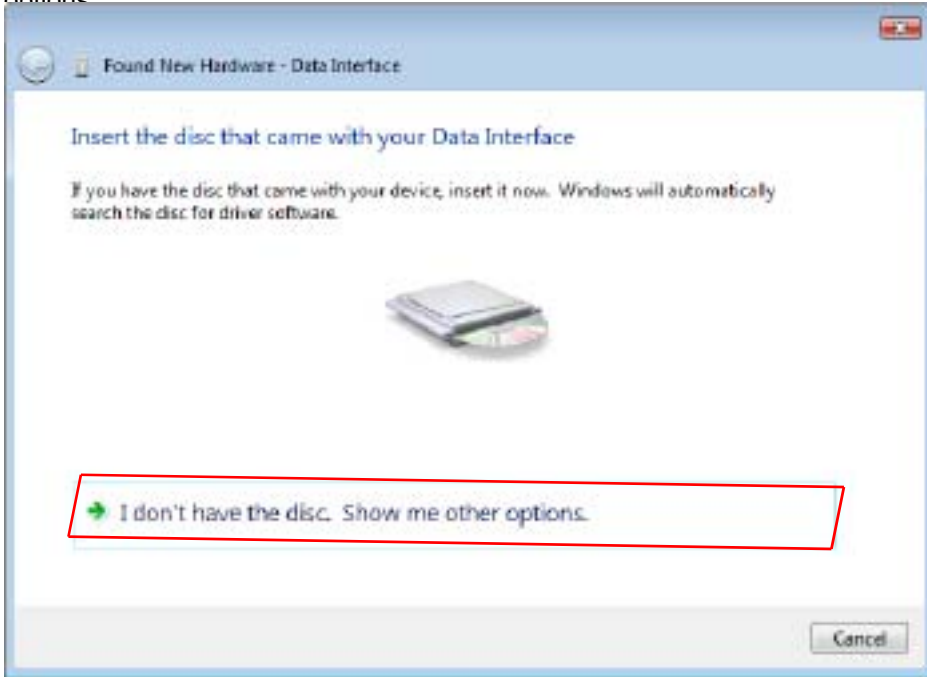 options
Found New Hardware - Data Interface
Insert the disc that came with your Data Interface
If you have the disc that came with your device, insert it now. Windows will automatically
search the disc for driver software.
I don't have the disc. Show me other options.
Cancel